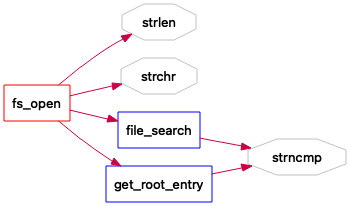 strlen
strchr
fs_open
file_search
strncmp
get_root_entry